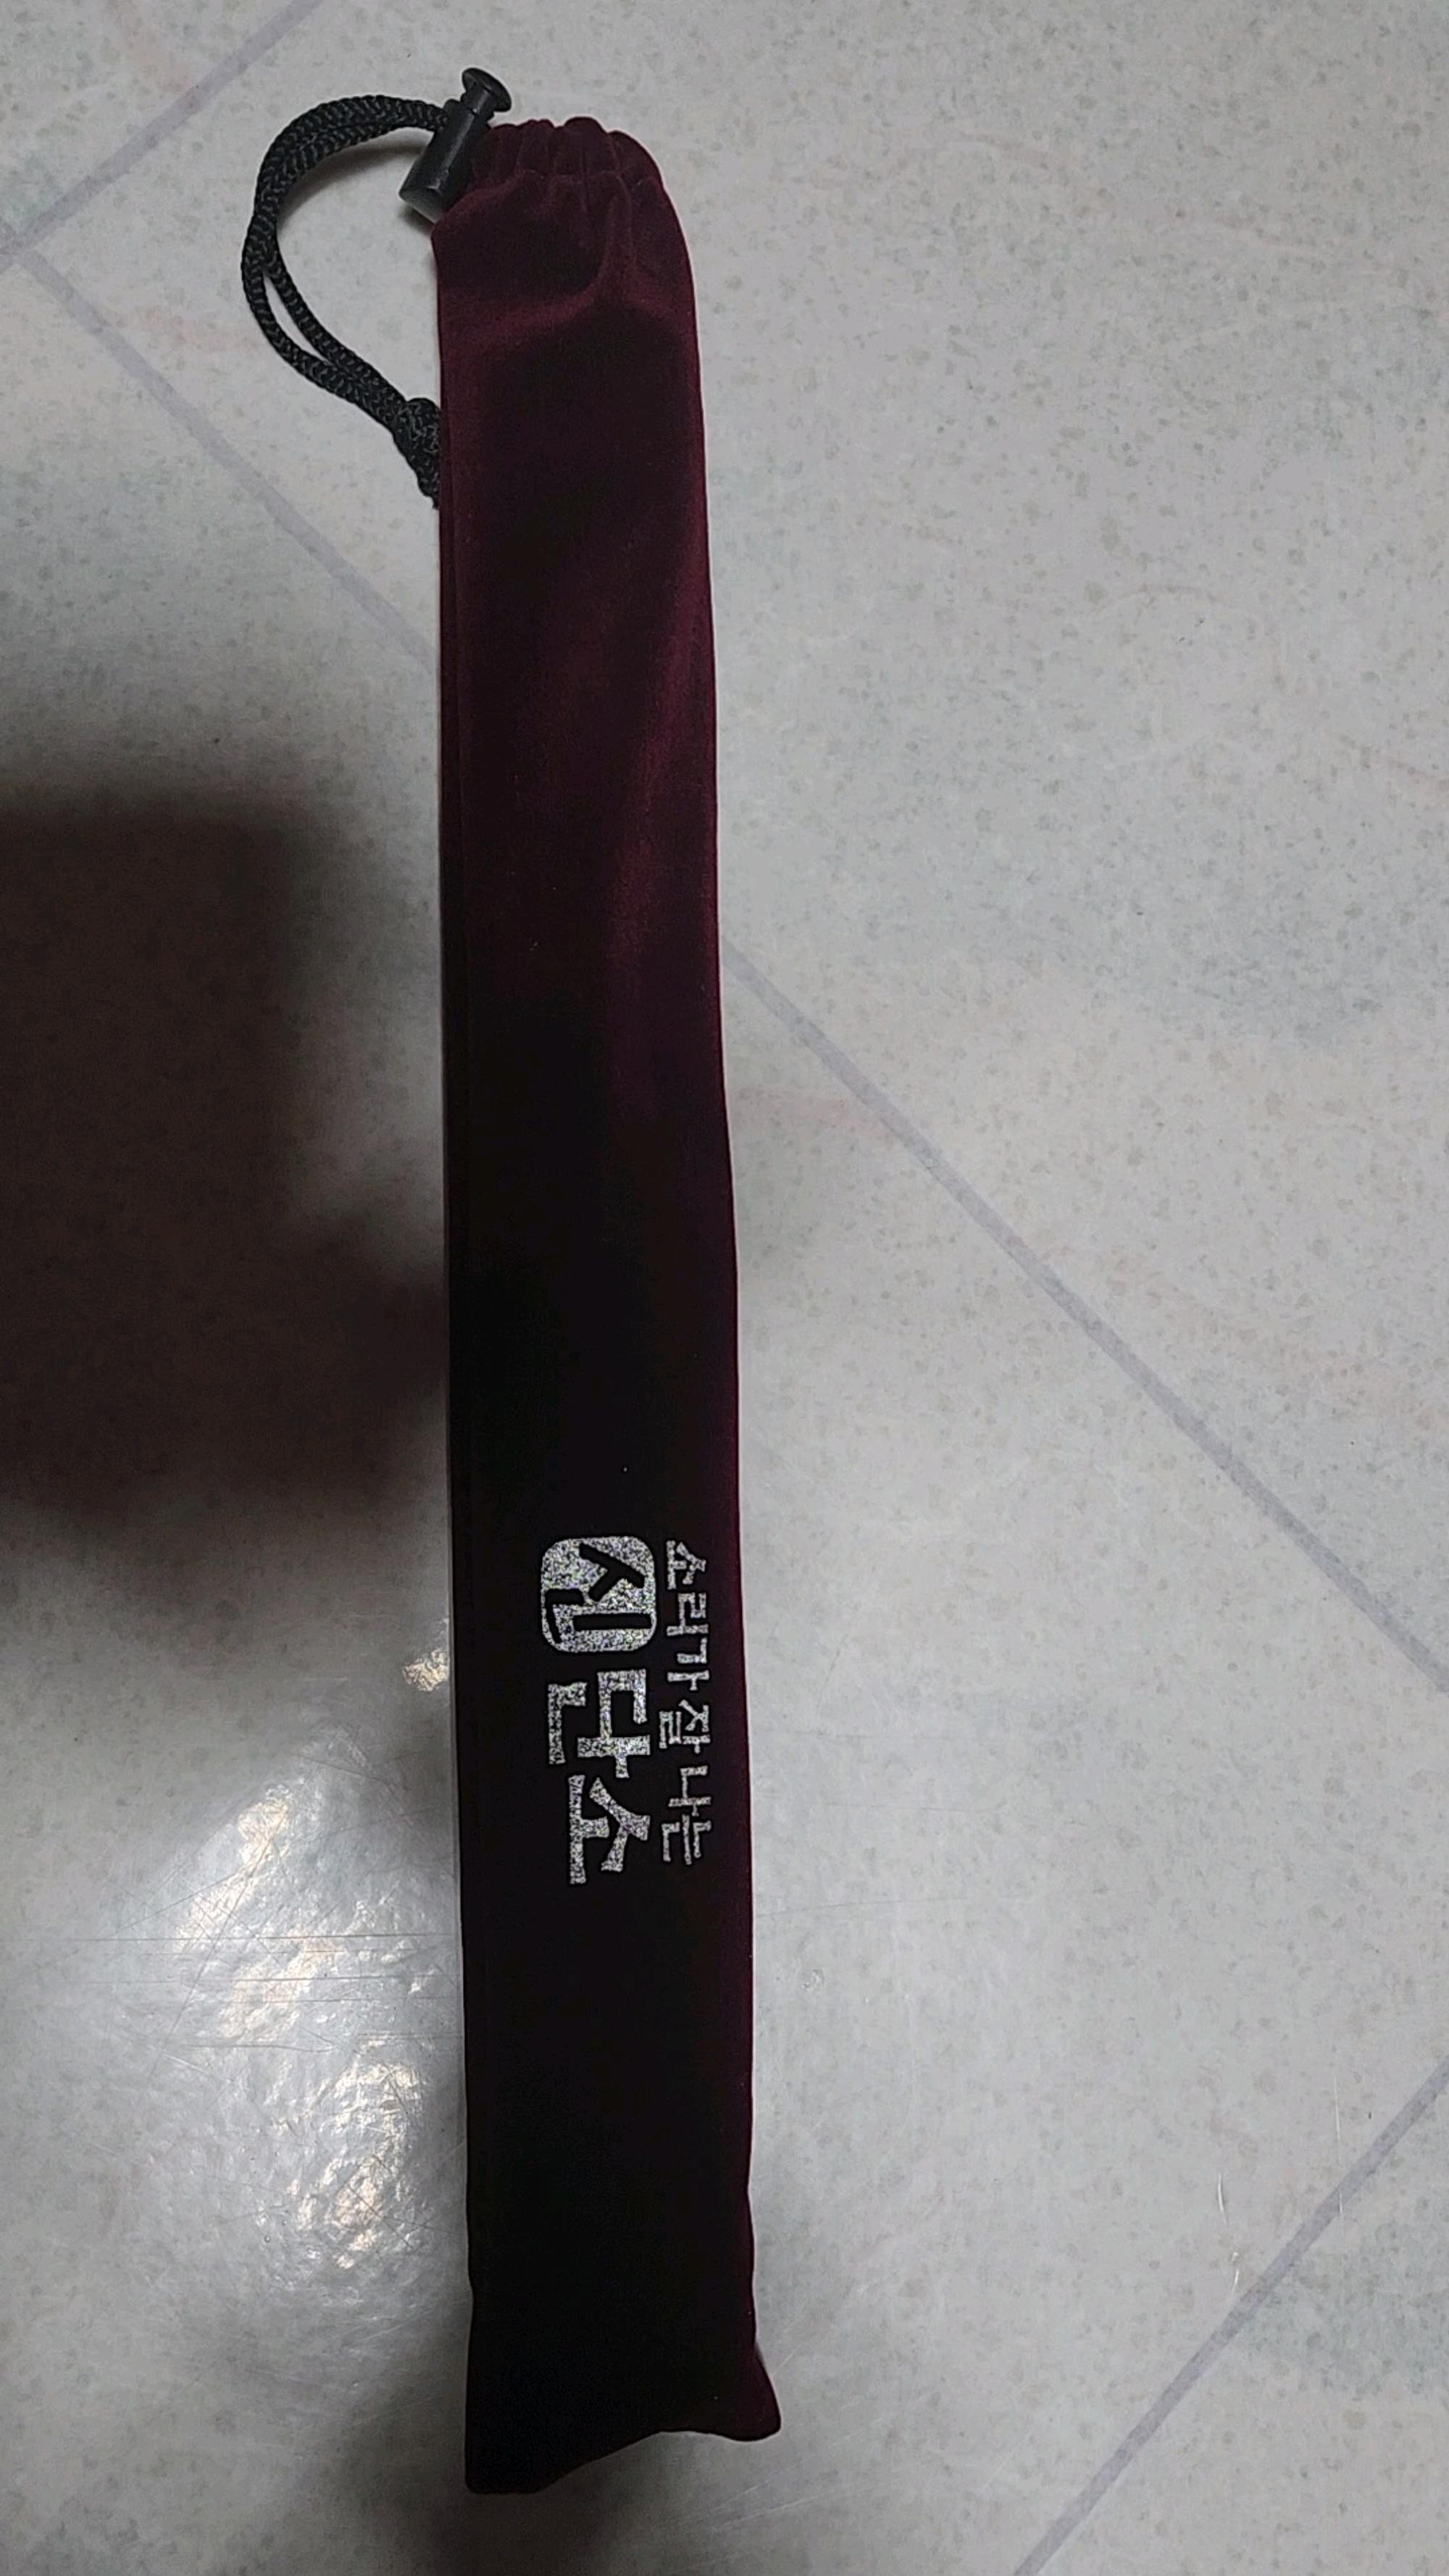 소리가 잘 나는
신단소